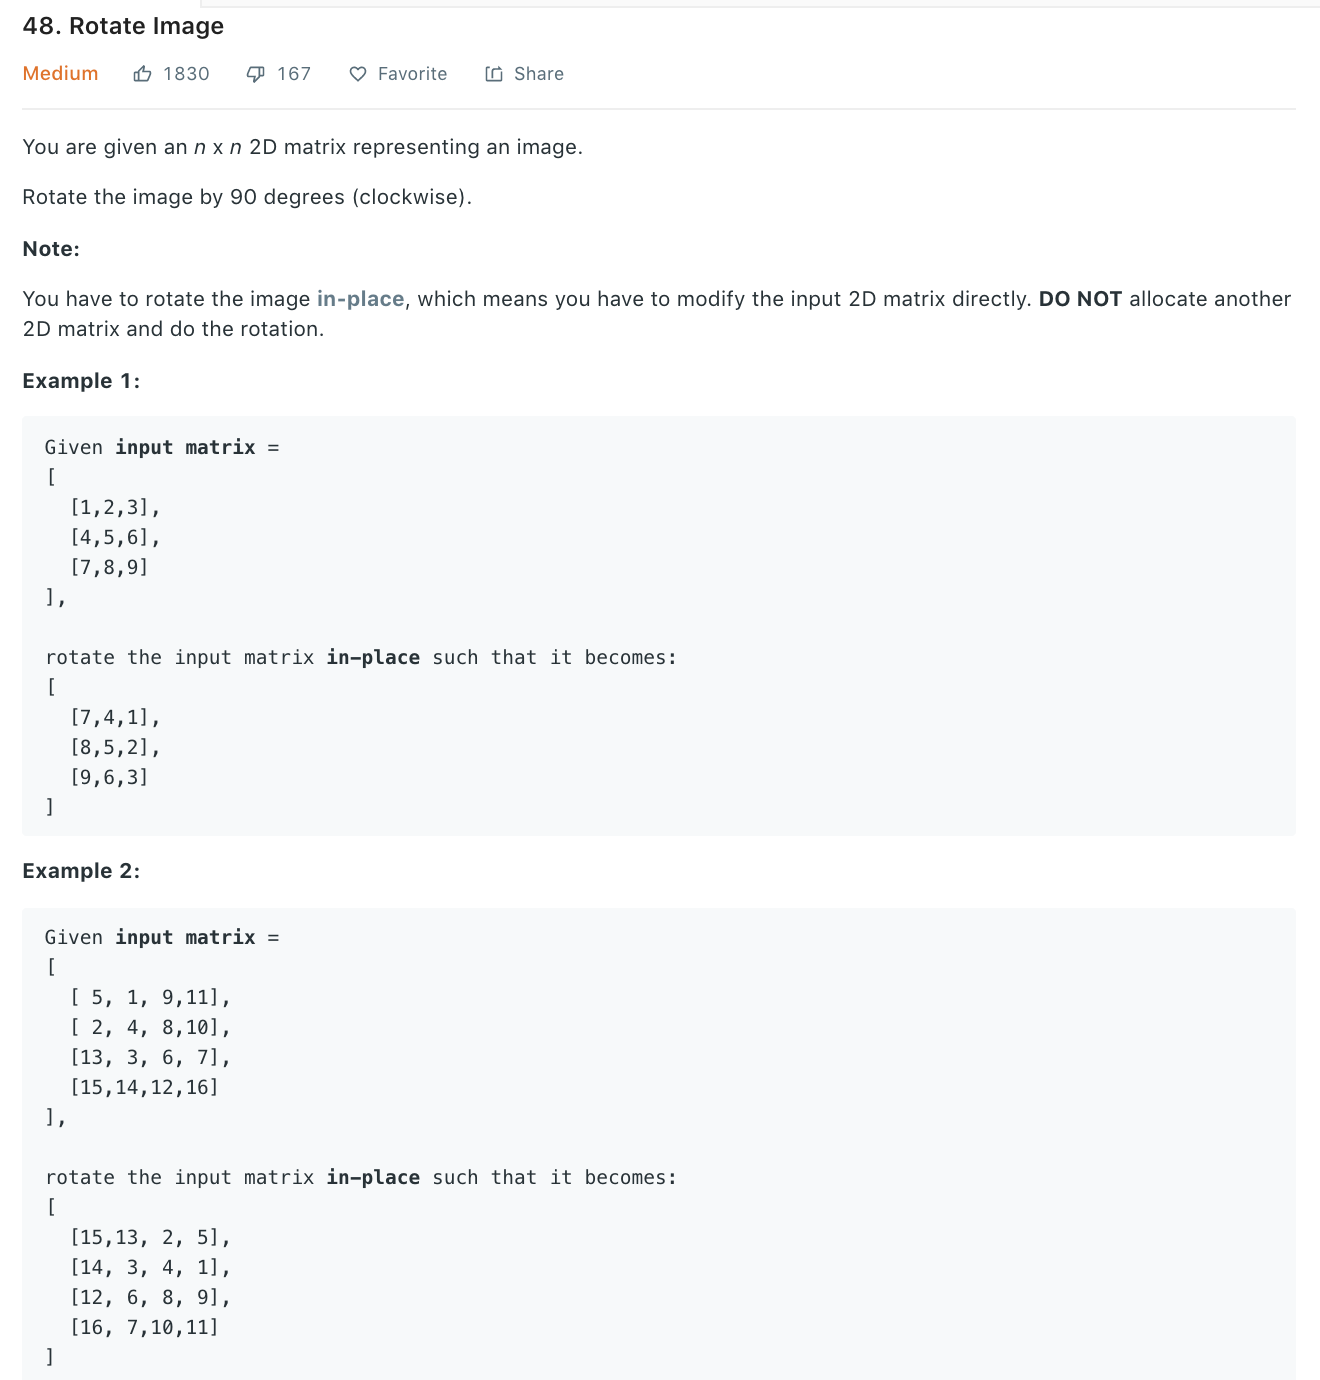 48. Rotate Image
Medium 1830 167 Favorite Share
You are given an n x n 2D matrix representing an image.
Rotate the image by 90 degrees (clockwise).
Note:
You have to rotate the image in-place, which means you have to modify the input 2D matrix directly. DO NOT allocate another
2D matrix and do the rotation.
Example 1:
Given input matrix =
[
  [1,2,3],
  [4,5,6],
  [7,8,9]
],
rotate the input matrix in-place such that it becomes:
[
  [7,4,1],
  [8,5,2],
  [9,6,3]
]
Example 2:
Given input matrix =
[
  [ 5, 1, 9,11],
  [ 2, 4, 8,10],
  [13, 3, 6, 7],
  [15,14,12,16]
],
rotate the input matrix in-place such that it becomes:
[
  [15,13, 2, 5],
  [14, 3, 4, 1],
  [12, 6, 8, 9],
  [16, 7,10,11]
]